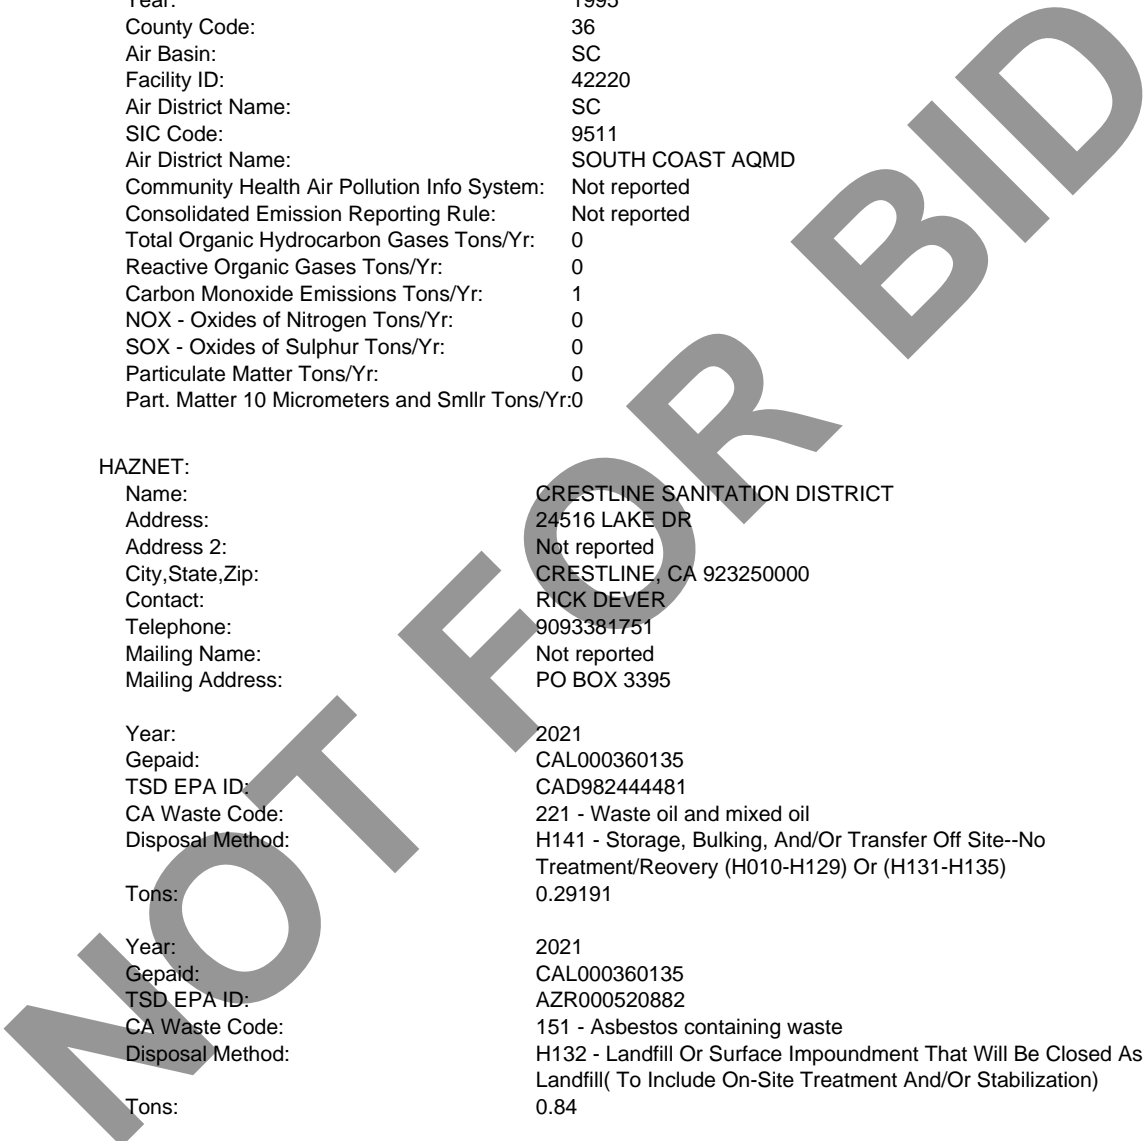 Year: 1995
County Code: 36
Air Basin: SC
Facility ID: 42220
Air District Name: SC
SIC Code: 9511
Air District Name: SOUTH COAST AQMD
Community Health Air Pollution Info System: Not reported
Consolidated Emission Reporting Rule: Not reported
Total Organic Hydrocarbon Gases Tons/Yr: 0
Reactive Organic Gases Tons/Yr: 0
Carbon Monoxide Emissions Tons/Yr: 1
NOX - Oxides of Nitrogen Tons/Yr: 0
SOX - Oxides of Sulphur Tons/Yr: 0
Particulate Matter Tons/Yr: 0
Part. Matter 10 Micrometers and Smllr Tons/Yr:0
HAZNET:
Name: CRESTLINE SANITATION DISTRICT
Address: 24516 LAKE DR
Address 2: Not reported
City,State,Zip: CRESTLINE, CA 923250000
Contact: RICK DEVER
Telephone: 9093381751
Mailing Name: Not reported
Mailing Address: PO BOX 3395
Year: 2021
Gepaid: CAL000360135
TSD EPA ID: CAD982444481
CA Waste Code: 221 - Waste oil and mixed oil
Disposal Method: H141 - Storage, Bulking, And/Or Transfer Off Site--No
Treatment/Reovery (H010-H129) Or (H131-H135)
Tons: 0.29191
Year: 2021
Gepaid: CAL000360135
TSD EPA ID: AZR000520882
CA Waste Code: 151 - Asbestos containing waste
Disposal Method: H132 - Landfill Or Surface Impoundment That Will Be Closed As
Landfill( To Include On-Site Treatment And/Or Stabilization)
Tons: 0.84
NOT FOR BID